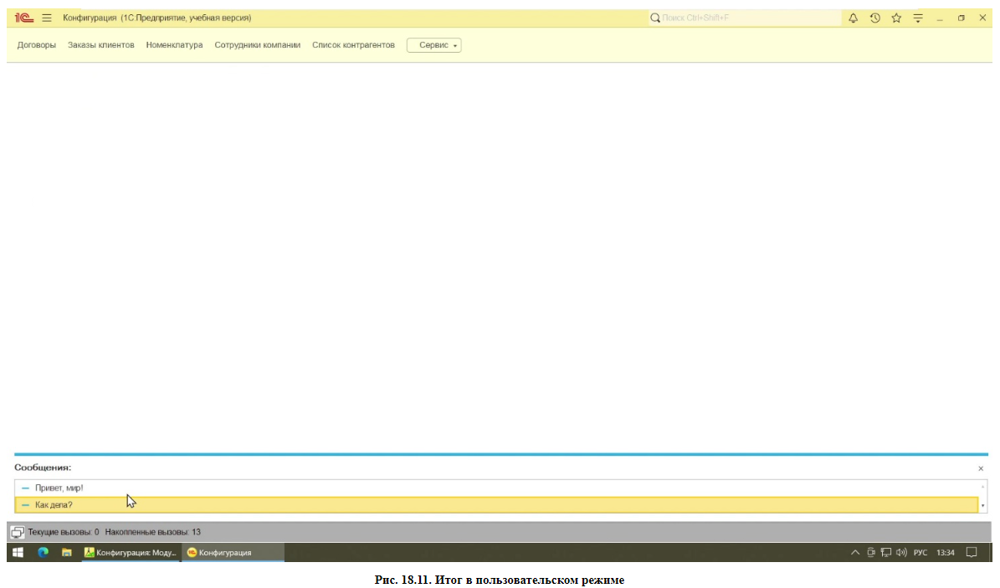 1С Конфигурация (1С:Предприятие, учебная версия) Поиск Ctrl+Shift+F
Договоры Заказы клиентов Номенклатура Сотрудники компании Список контрагентов Сервис
Сообщения:
Привет, мир!
Как дела?
Текущие вызовы: 0 Накопленные вызовы: 13
Конфигурация: Моду... Конфигурация РУС 13:34
Рис. 18.11. Итог в пользовательском режиме